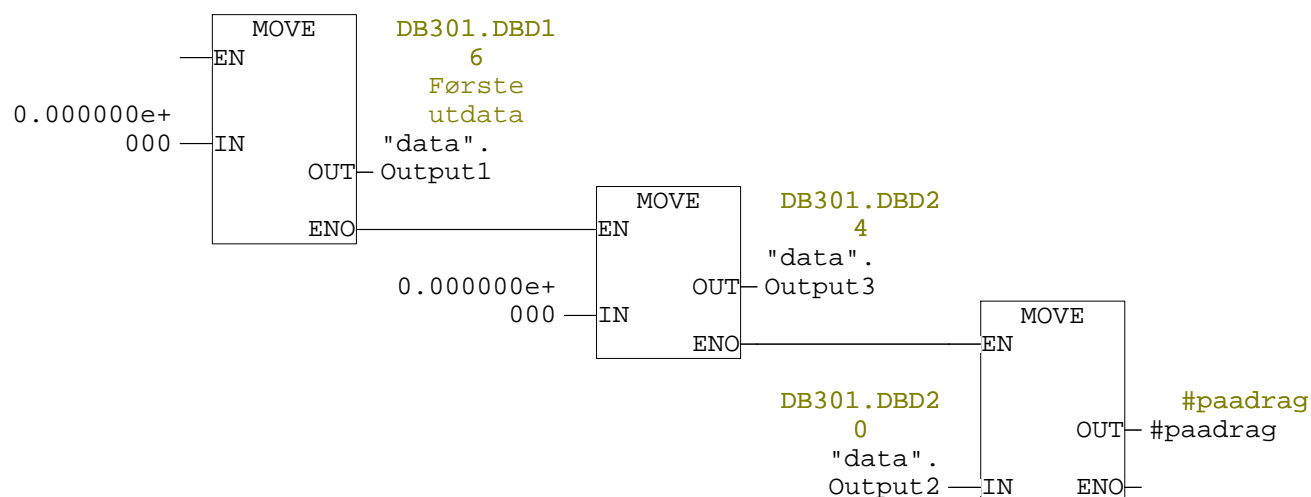 MOVE
DB301.DBD1
6
Første
utdata
EN
0.000000e+
000
IN
"data".
Output1
OUT
ENO
MOVE
DB301.DBD2
4
EN
"data".
Output3
OUT
0.000000e+
000
IN
ENO
MOVE
EN
DB301.DBD2
0
"data".
Output2
IN
#paadrag
OUT
#paadrag
ENO